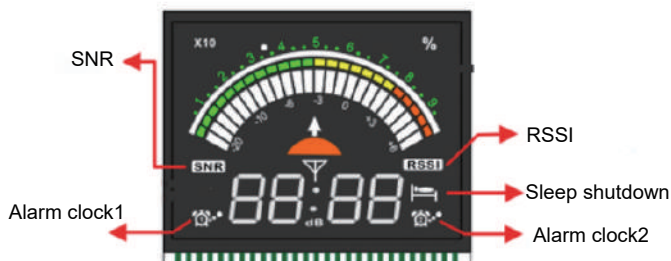 X10 %
1 2 3 4 5 6 7 8 9
-20 -10 -6 -3 0 +3 -6
SNR
RSSI
SNR RSSI
88:88
Sleep shutdown
Alarm clock1
dB
Alarm clock2